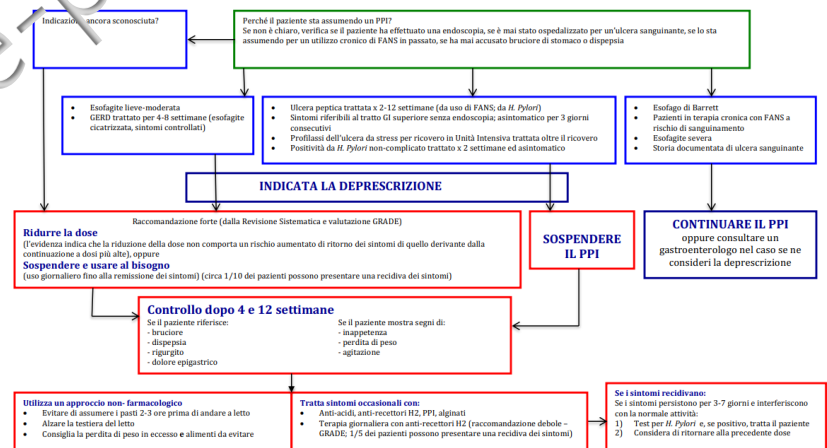 e-p
Indicazione ancora sconosciuta?
Perché il paziente sta assumendo un PPI?
Se non è chiaro, verifica se il paziente ha effettuato una endoscopia, se è mai stato ospedalizzato per un'ulcera sanguinante, se lo sta
assumendo per un utilizzo cronico di FANS in passato, se ha mai accusato bruciore di stomaco o dispepsia
• Esofagite lieve-moderata
• GERD trattato per 4-8 settimane (esofagite
cicatrizzata, sintomi controllati)
• Ulcera peptica trattata x 2-12 settimane (da uso di FANS; da H. Pylori)
• Sintomi riferibili al tratto GI superiore senza endoscopia; asintomatico per 3 giorni
consecutivi
• Profilassi dell'ulcera da stress per ricovero in Unità Intensiva trattata oltre il ricovero
• Positività da H. Pylori non-complicato trattato x 2 settimane ed asintomatico
• Esofago di Barrett
• Pazienti in terapia cronica con FANS a
rischio di sanguinamento
• Esofagite severa
• Storia documentata di ulcera sanguinante
INDICATA LA DEPRESCRIZIONE
Raccomandazione forte (dalla Revisione Sistematica e valutazione GRADE)
Ridurre la dose
(l'evidenza indica che la riduzione della dose non comporta un rischio aumentato di ritorno dei sintomi di quello derivante dalla
continuazione a dosi più alte), oppure
Sospendere e usare al bisogno
(uso giornaliero fino alla remissione dei sintomi) (circa 1/10 dei pazienti possono presentare una recidiva dei sintomi)
SOSPENDERE
IL PPI
CONTINUARE IL PPI
oppure consultare un
gastroenterologo nel caso se ne
consideri la deprescrizione
Controllo dopo 4 e 12 settimane
Se il paziente riferisce:
- bruciore
- dispepsia
- rigurgito
- dolore epigastrico
Se il paziente mostra segni di:
- inappetenza
- perdita di peso
- agitazione
Utilizza un approccio non- farmacologico
• Evitare di assumere i pasti 2-3 ore prima di andare a letto
• Alzare la testiera del letto
• Consiglia la perdita di peso in eccesso e alimenti da evitare
Tratta sintomi occasionali con:
• Anti-acidi, anti-recettori H2, PPI, alginati
• Terapia giornaliera con anti-recettori H2 (raccomandazione debole –
GRADE; 1/5 dei pazienti possono presentare una recidiva dei sintomi)
Se i sintomi recidivano:
Se i sintomi persistono per 3-7 giorni e interferiscono
con la normale attività:
1) Test per H. Pylori e, se positivo, tratta il paziente
2) Considera di ritornare alla precedente dose